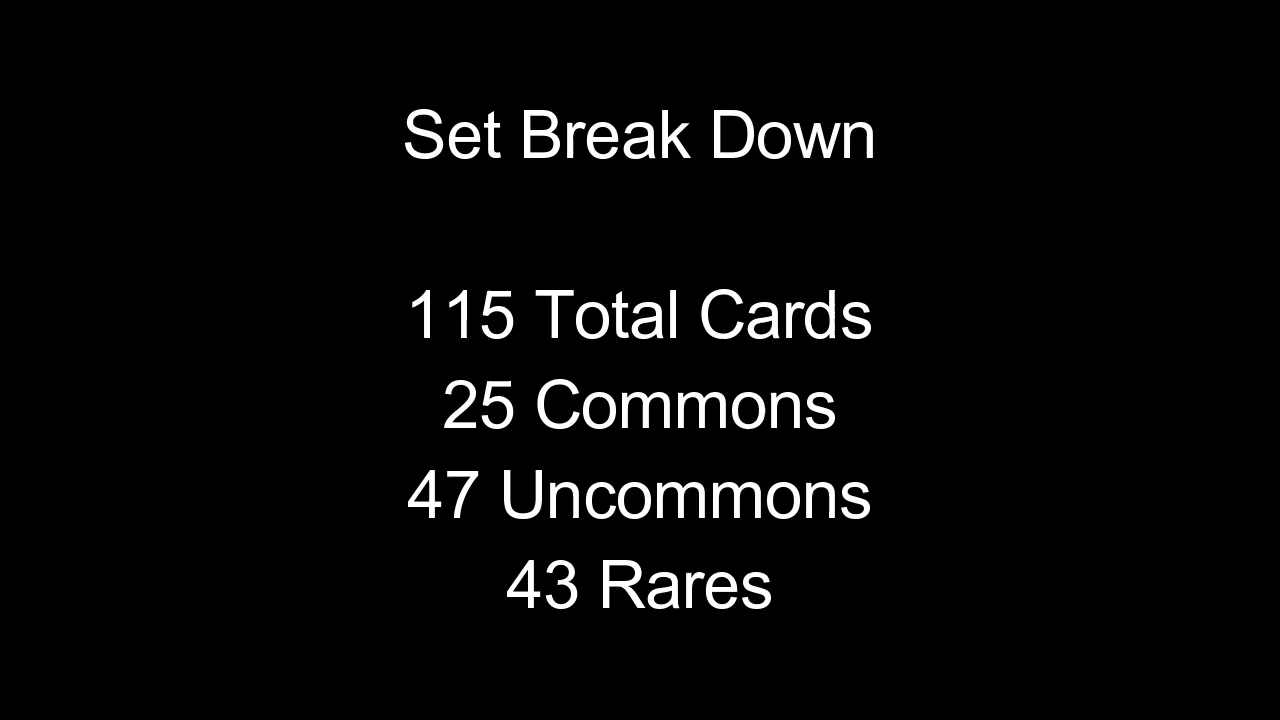 Set Break Down
115 Total Cards
25 Commons
47 Uncommons
43 Rares